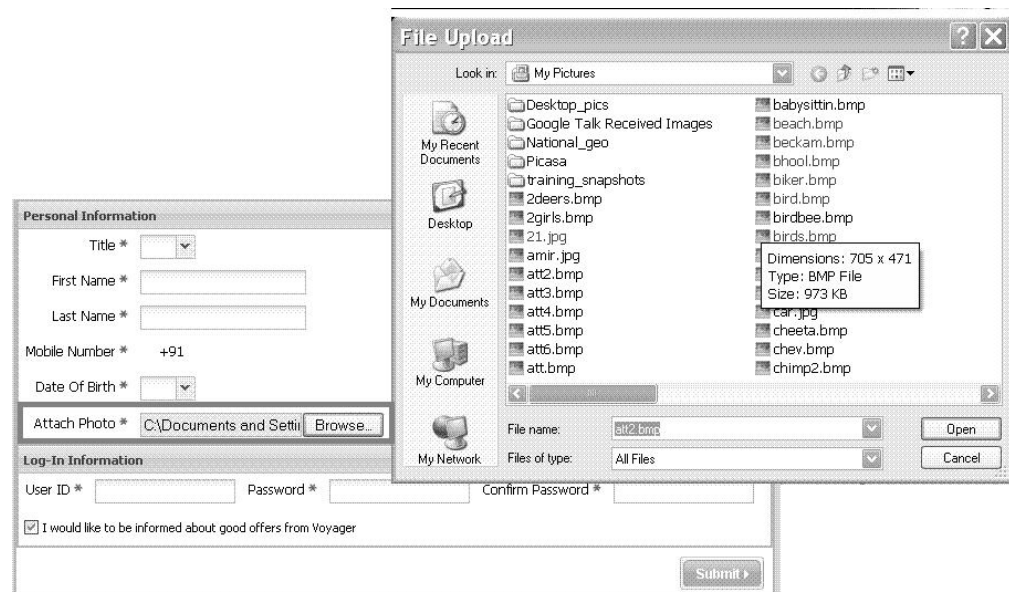 File Upload
Look in: My Pictures
My Recent
Documents
Desktop
My Documents
My Computer
My Network
Desktop_pics
Google Talk Received Images
National_geo
Picasa
training_snapshots
2deers.bmp
2girls.bmp
21.jpg
amir.jpg
att2.bmp
att3.bmp
att4.bmp
att5.bmp
att6.bmp
att.bmp
babysittin.bmp
beach.bmp
beckam.bmp
bhool.bmp
biker.bmp
bird.bmp
birdbee.bmp
birds.bmp
Dimensions: 705 x 471
Type: BMP File
Size: 973 KB
car.jpg
cheeta.bmp
chev.bmp
chimp2.bmp
File name: att2.bmp Open
Files of type: All Files Cancel
Personal Information
Title *
First Name *
Last Name *
Mobile Number * +91
Date Of Birth *
Attach Photo * C:\Documents and Settin Browse...
Log-In Information
User ID * Password * Confirm Password *
I would like to be informed about good offers from Voyager
Submit